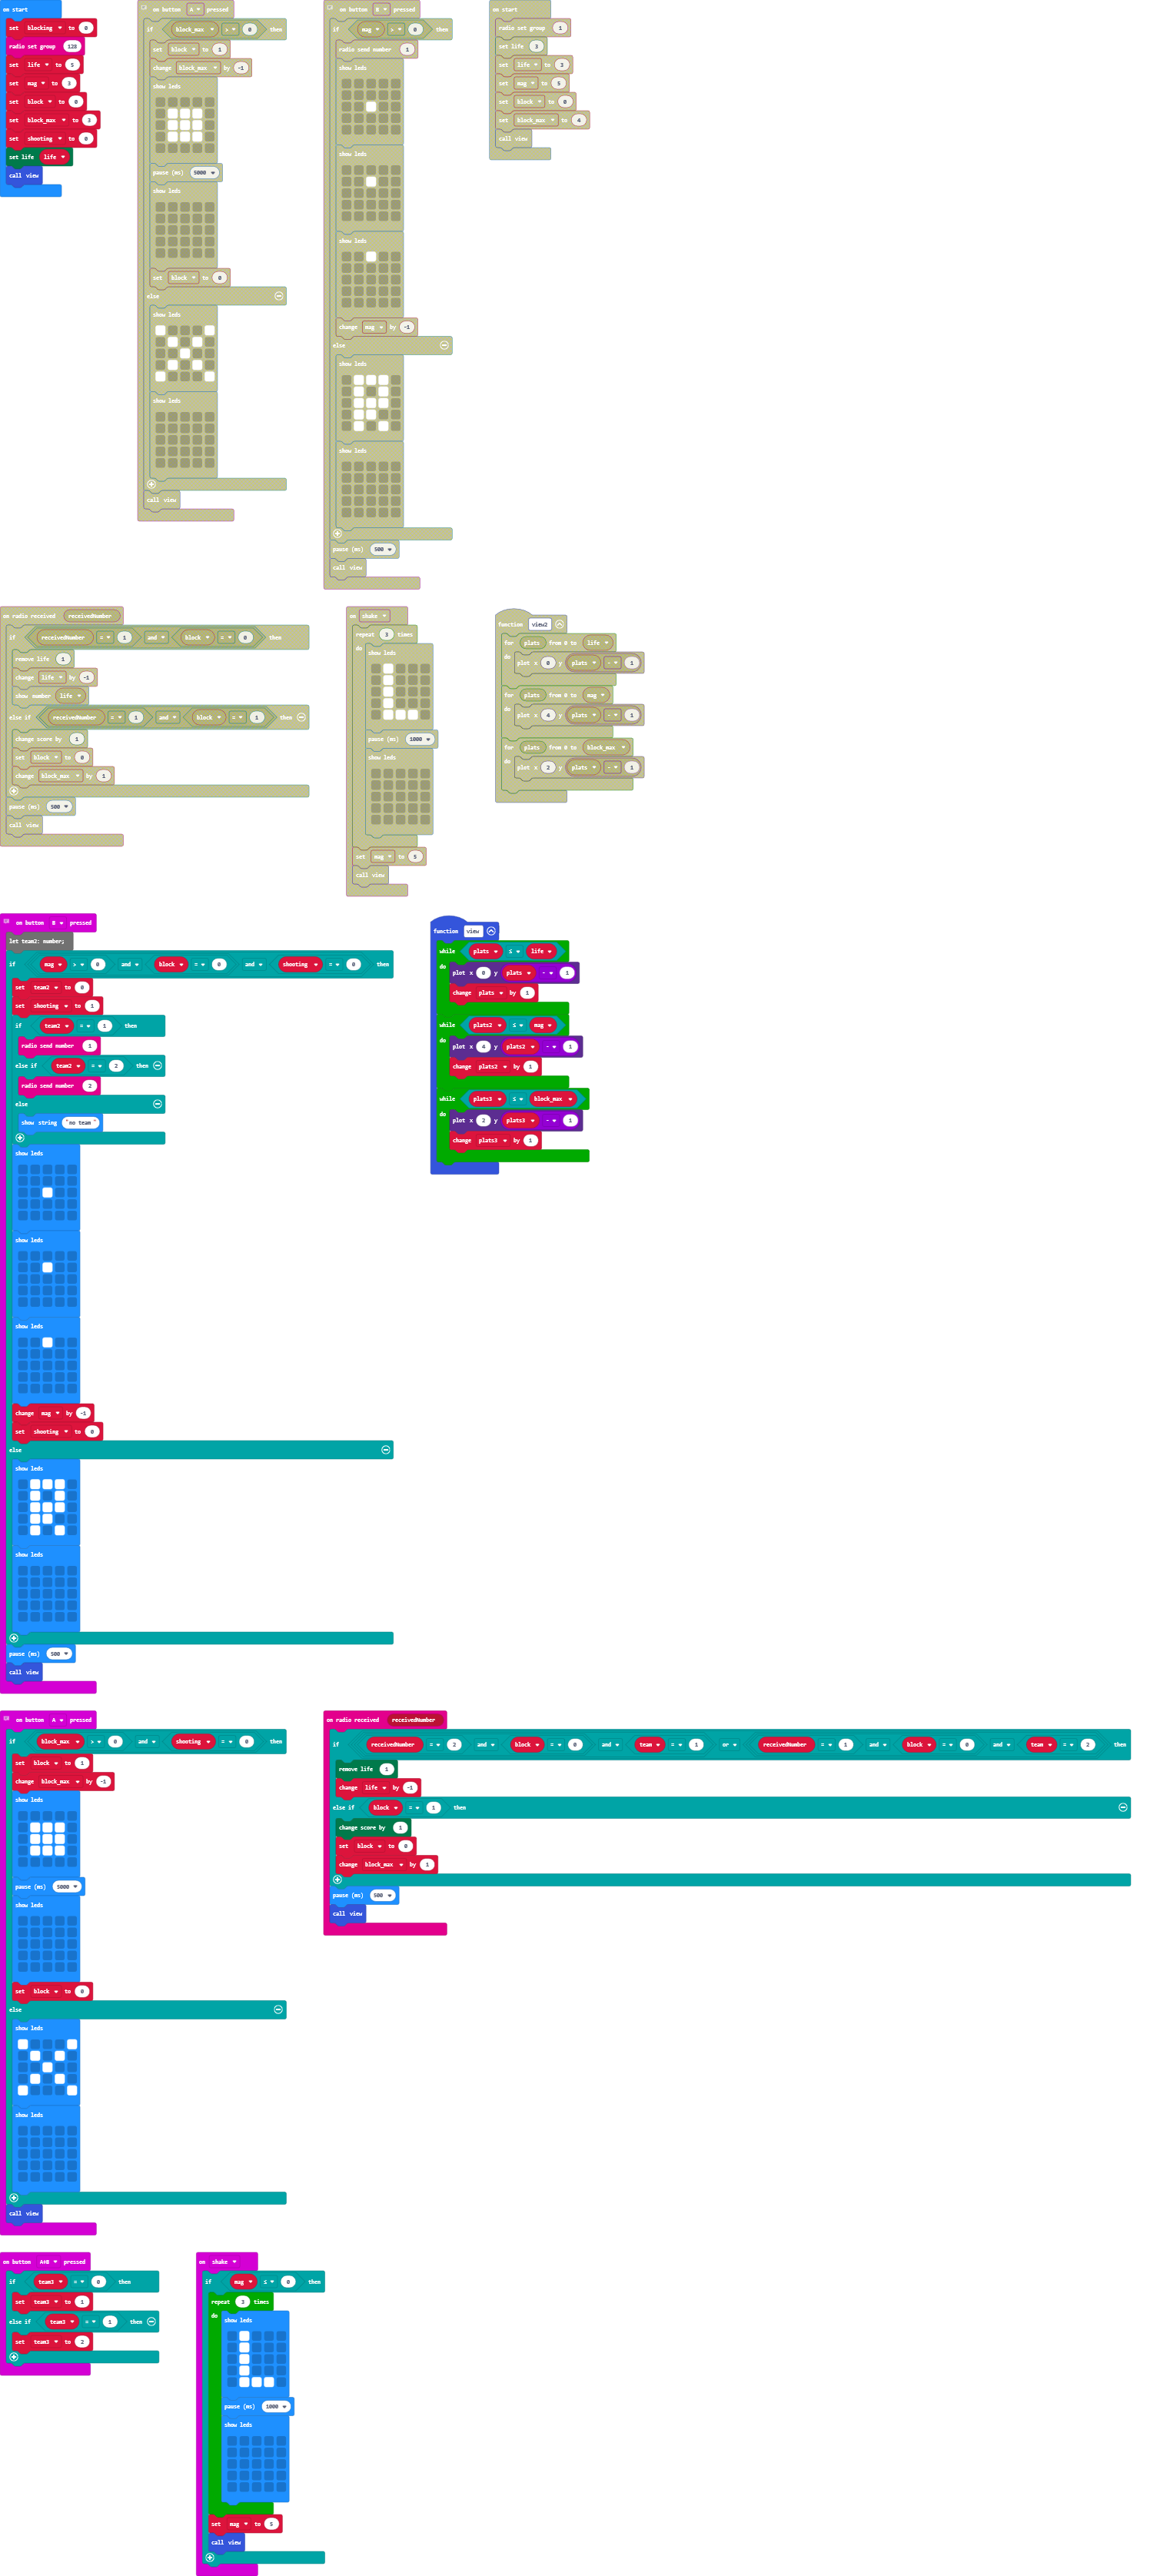 on start
set blocking to 0
radio set group 128
set life to 5
set mag to 3
set block to 0
set block_max to 3
set shooting to 0
set life life
call view
on button A pressed
if block_max > 0 then
set block to 1
change block_max by -1
show leds
pause (ms) 5000
show leds
set block to 0
else
show leds
show leds
call view
on button B pressed
if mag > 0 then
radio send number 1
show leds
show leds
show leds
change mag by -1
else
show leds
show leds
pause (ms) 500
call view
on start
radio set group 1
set life 3
set life to 3
set mag to 5
set block to 0
set block_max to 4
call view
on radio received receivedNumber
if receivedNumber = 1 and block = 0 then
remove life 1
change life by -1
show number life
else if receivedNumber = 1 and block = 1 then
change score by 1
set block to 0
change block_max by 1
pause (ms) 500
call view
on shake
repeat 3 times
do show leds
pause (ms) 1000
show leds
set mag to 5
call view
function view2
for plats from 0 to life
do plot x 0 y plats - 1
for plats from 0 to mag
do plot x 4 y plats - 1
for plats from 0 to block_max
do plot x 2 y plats - 1
on button B pressed
let team2: number;
if mag > 0 and block = 0 and shooting = 0 then
set team2 to 0
set shooting to 1
if team2 = 1 then
radio send number 1
else if team2 = 2 then
radio send number 2
else
show string "no team"
show leds
show leds
show leds
change mag by -1
set shooting to 0
else
show leds
show leds
pause (ms) 500
call view
function view
while plats ≤ life
do plot x 0 y plats - 1
change plats by 1
while plats2 ≤ mag
do plot x 4 y plats2 - 1
change plats2 by 1
while plats3 ≤ block_max
do plot x 2 y plats3 - 1
change plats3 by 1
on button A pressed
if block_max > 0 and shooting = 0 then
set block to 1
change block_max by -1
show leds
pause (ms) 5000
show leds
set block to 0
else
show leds
show leds
call view
on radio received receivedNumber
if receivedNumber = 2 and block = 0 and team = 1 or receivedNumber = 1 and block = 0 and team = 2 then
remove life 1
change life by -1
else if block = 1 then
change score by 1
set block to 0
change block_max by 1
pause (ms) 500
call view
on button A+B pressed
if team3 = 0 then
set team3 to 1
else if team3 = 1 then
set team3 to 2
on shake
if mag ≤ 0 then
repeat 3 times
do show leds
pause (ms) 1000
show leds
set mag to 5
call view